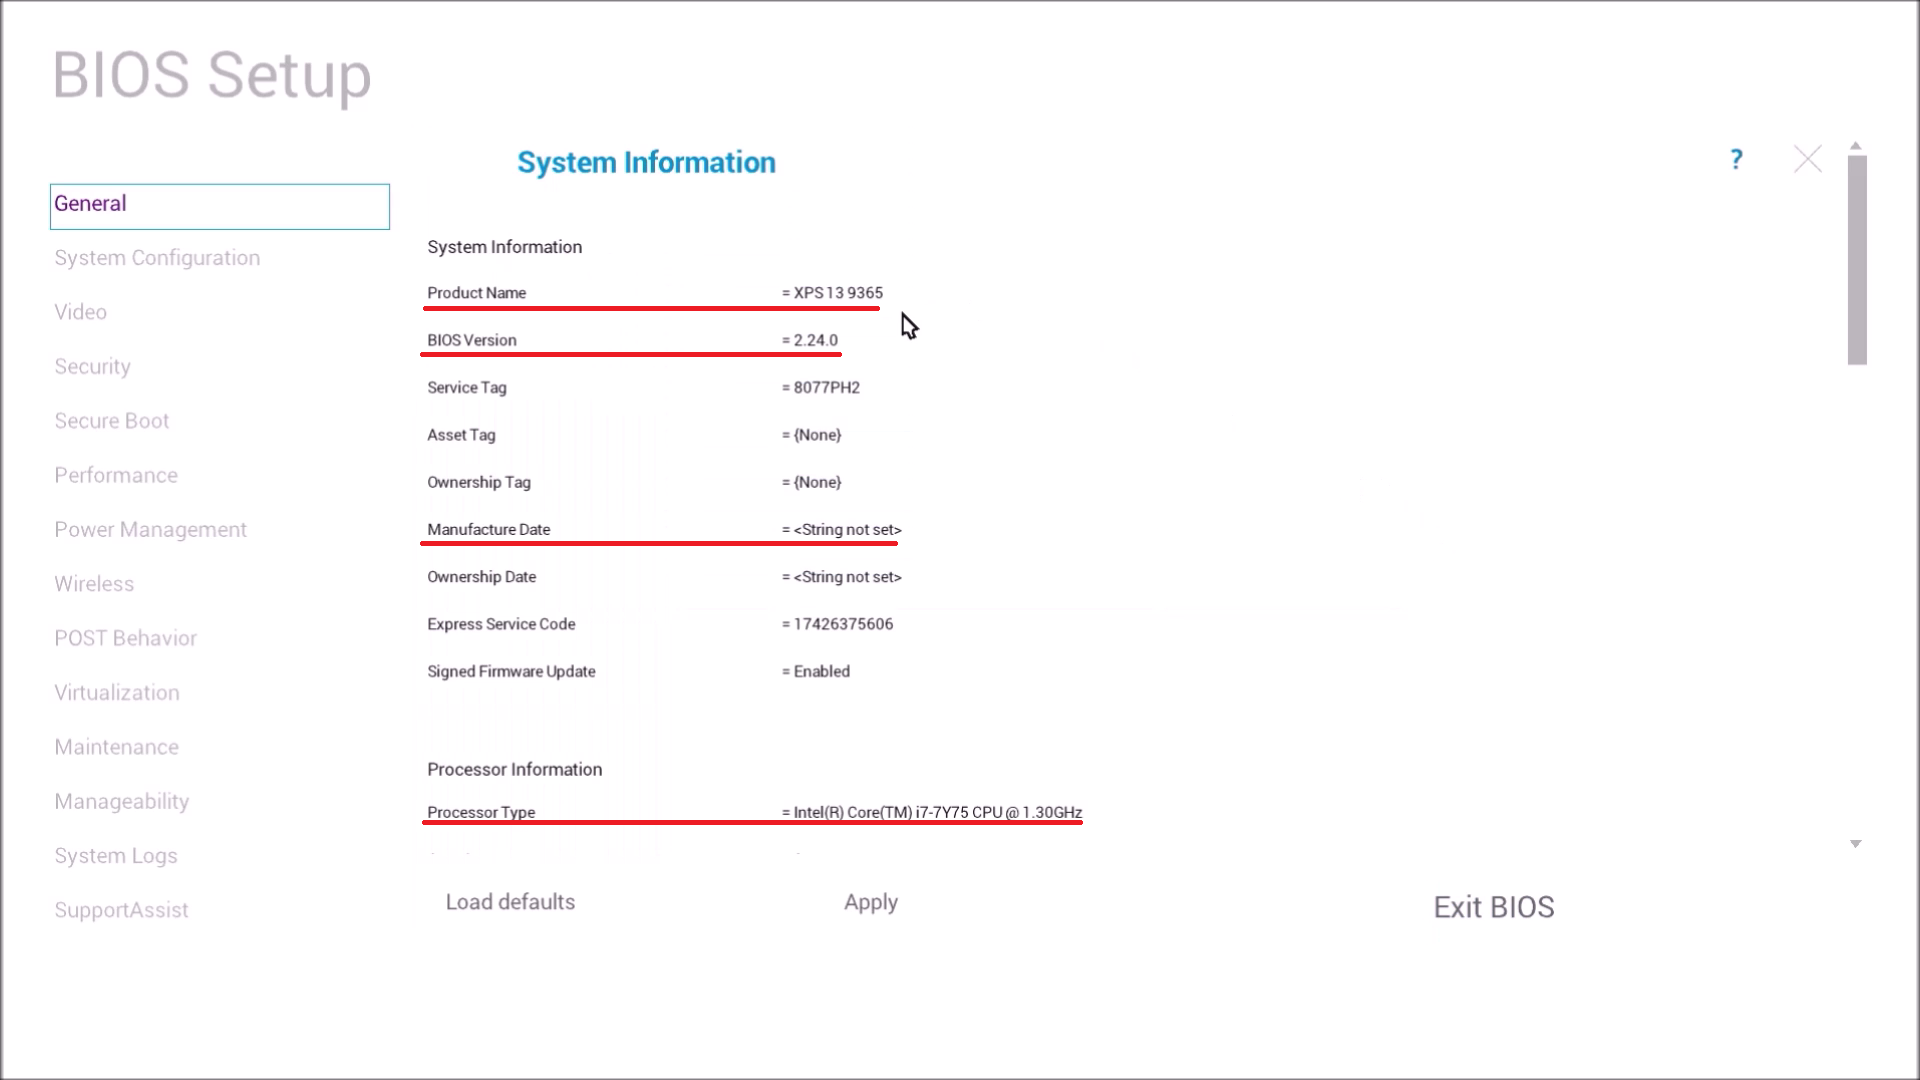 BIOS Setup
System Information
?
General
System Configuration
Video
Security
Secure Boot
Performance
Power Management
Wireless
POST Behavior
Virtualization
Maintenance
Manageability
System Logs
SupportAssist
System Information
Product Name = XPS 13 9365
BIOS Version = 2.24.0
Service Tag = 8077PH2
Asset Tag = {None}
Ownership Tag = {None}
Manufacture Date = <String not set>
Ownership Date = <String not set>
Express Service Code = 17426375606
Signed Firmware Update = Enabled
Processor Information
Processor Type = Intel(R) Core(TM) i7-7Y75 CPU @ 1.30GHz
Load defaults
Apply
Exit BIOS